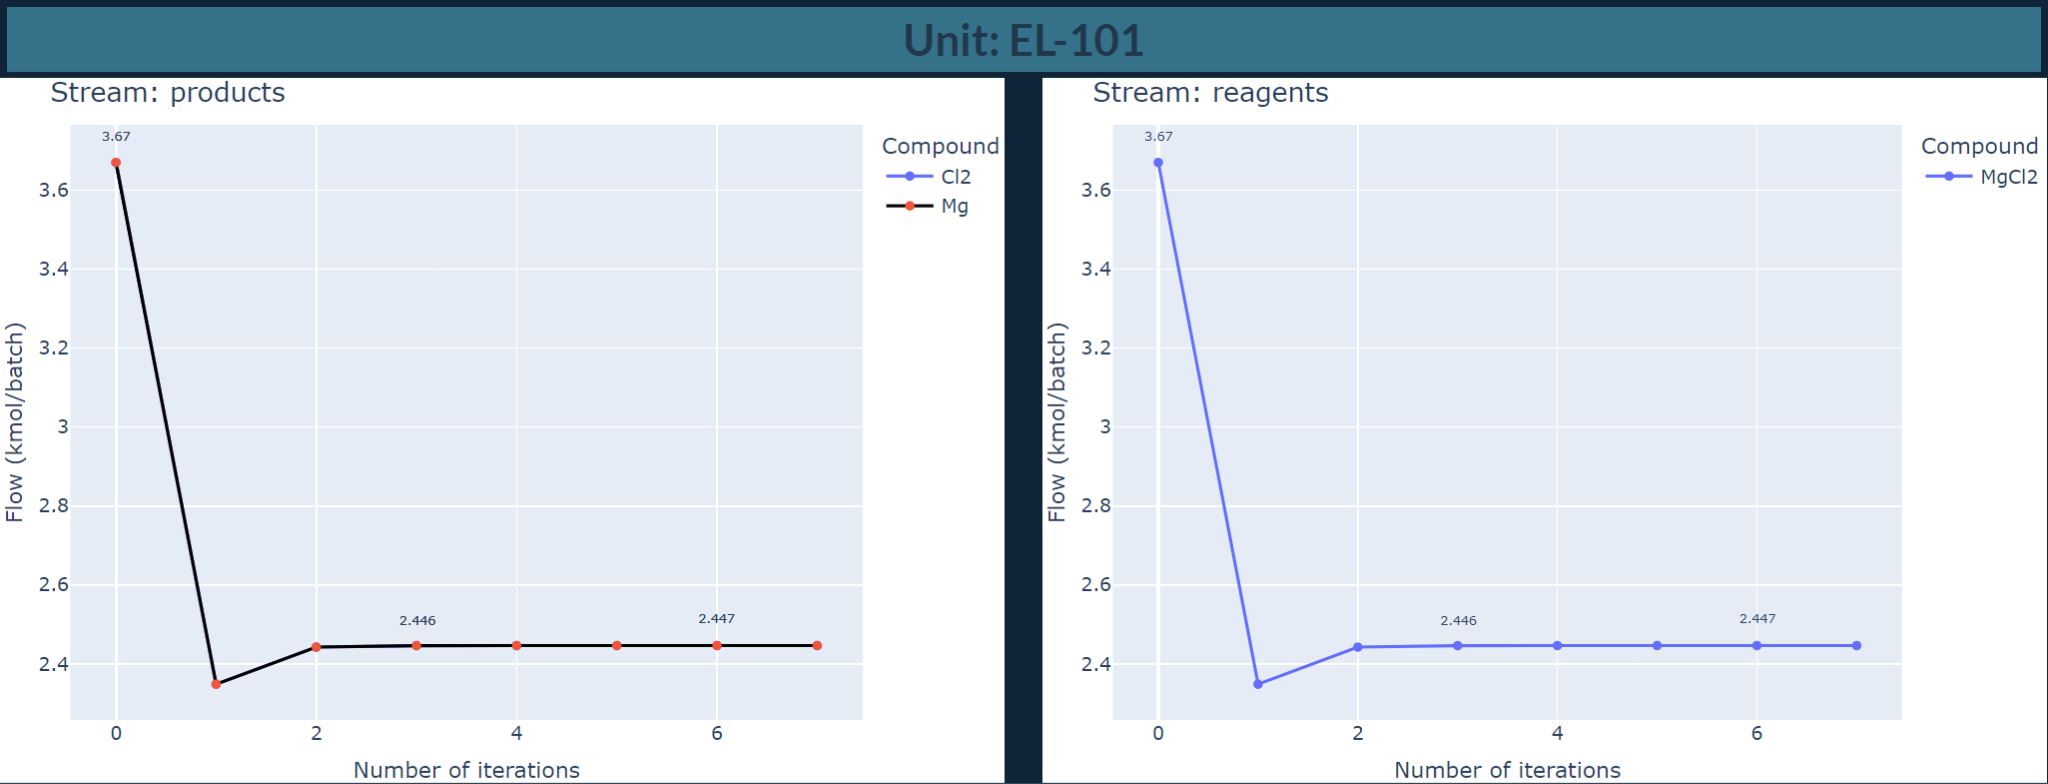 Unit: EL-101
Stream: products
3.67
Compound
Cl2
Mg
3.6
3.4
3.2
3
2.8
2.6
2.4
Flow (kmol/batch)
2.446
2.447
0
2
4
6
Number of iterations
Stream: reagents
3.67
Compound
MgCl2
3.6
3.4
3.2
3
2.8
2.6
2.4
Flow (kmol/batch)
2.446
2.447
0
2
4
6
Number of iterations